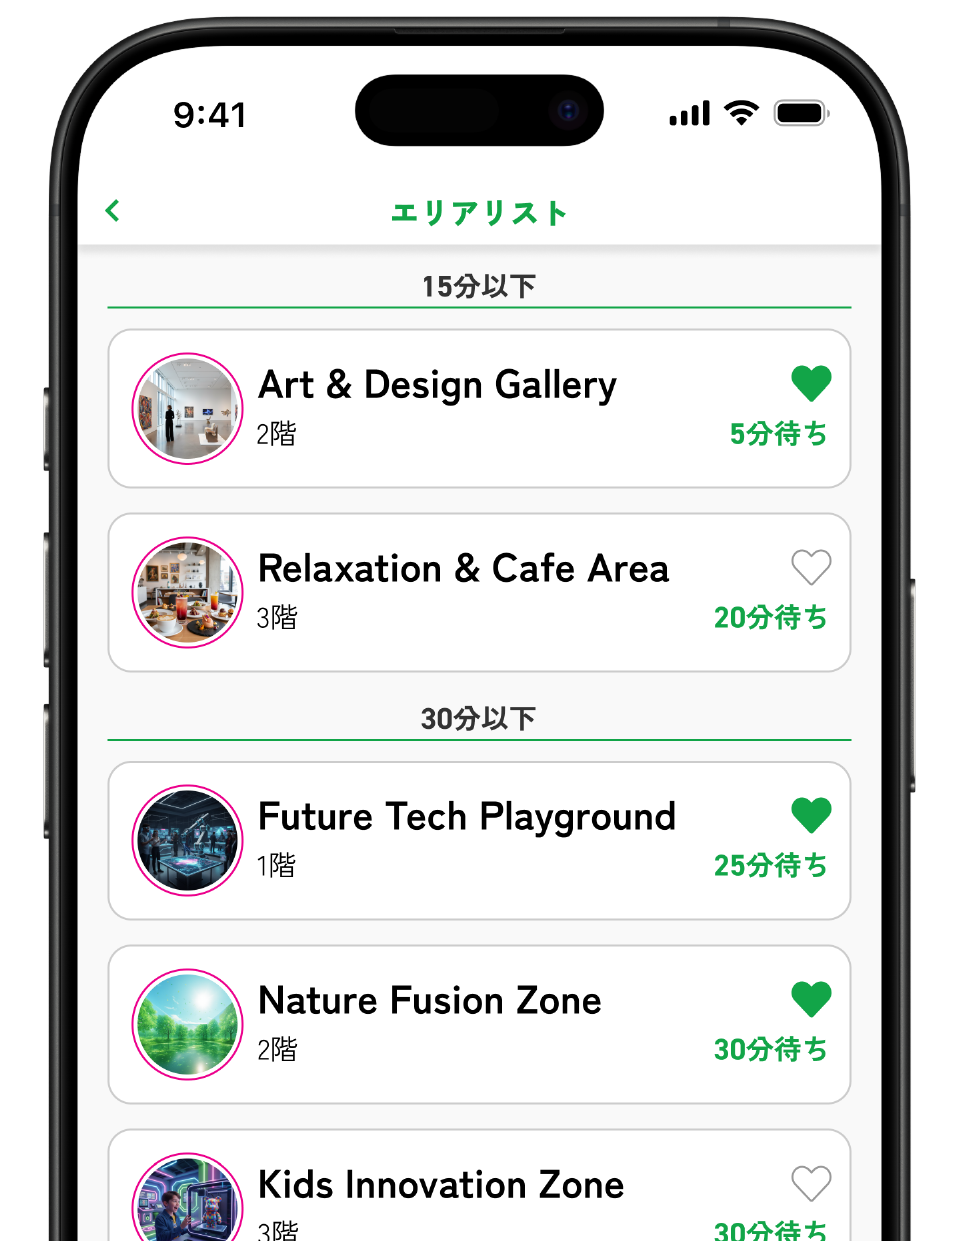 9:41
エリアリスト
15分以下
Art & Design Gallery
2階
5分待ち
Relaxation & Cafe Area
3階
20分待ち
30分以下
Future Tech Playground
1階
25分待ち
Nature Fusion Zone
2階
30分待ち
Kids Innovation Zone
3階
30分待ち